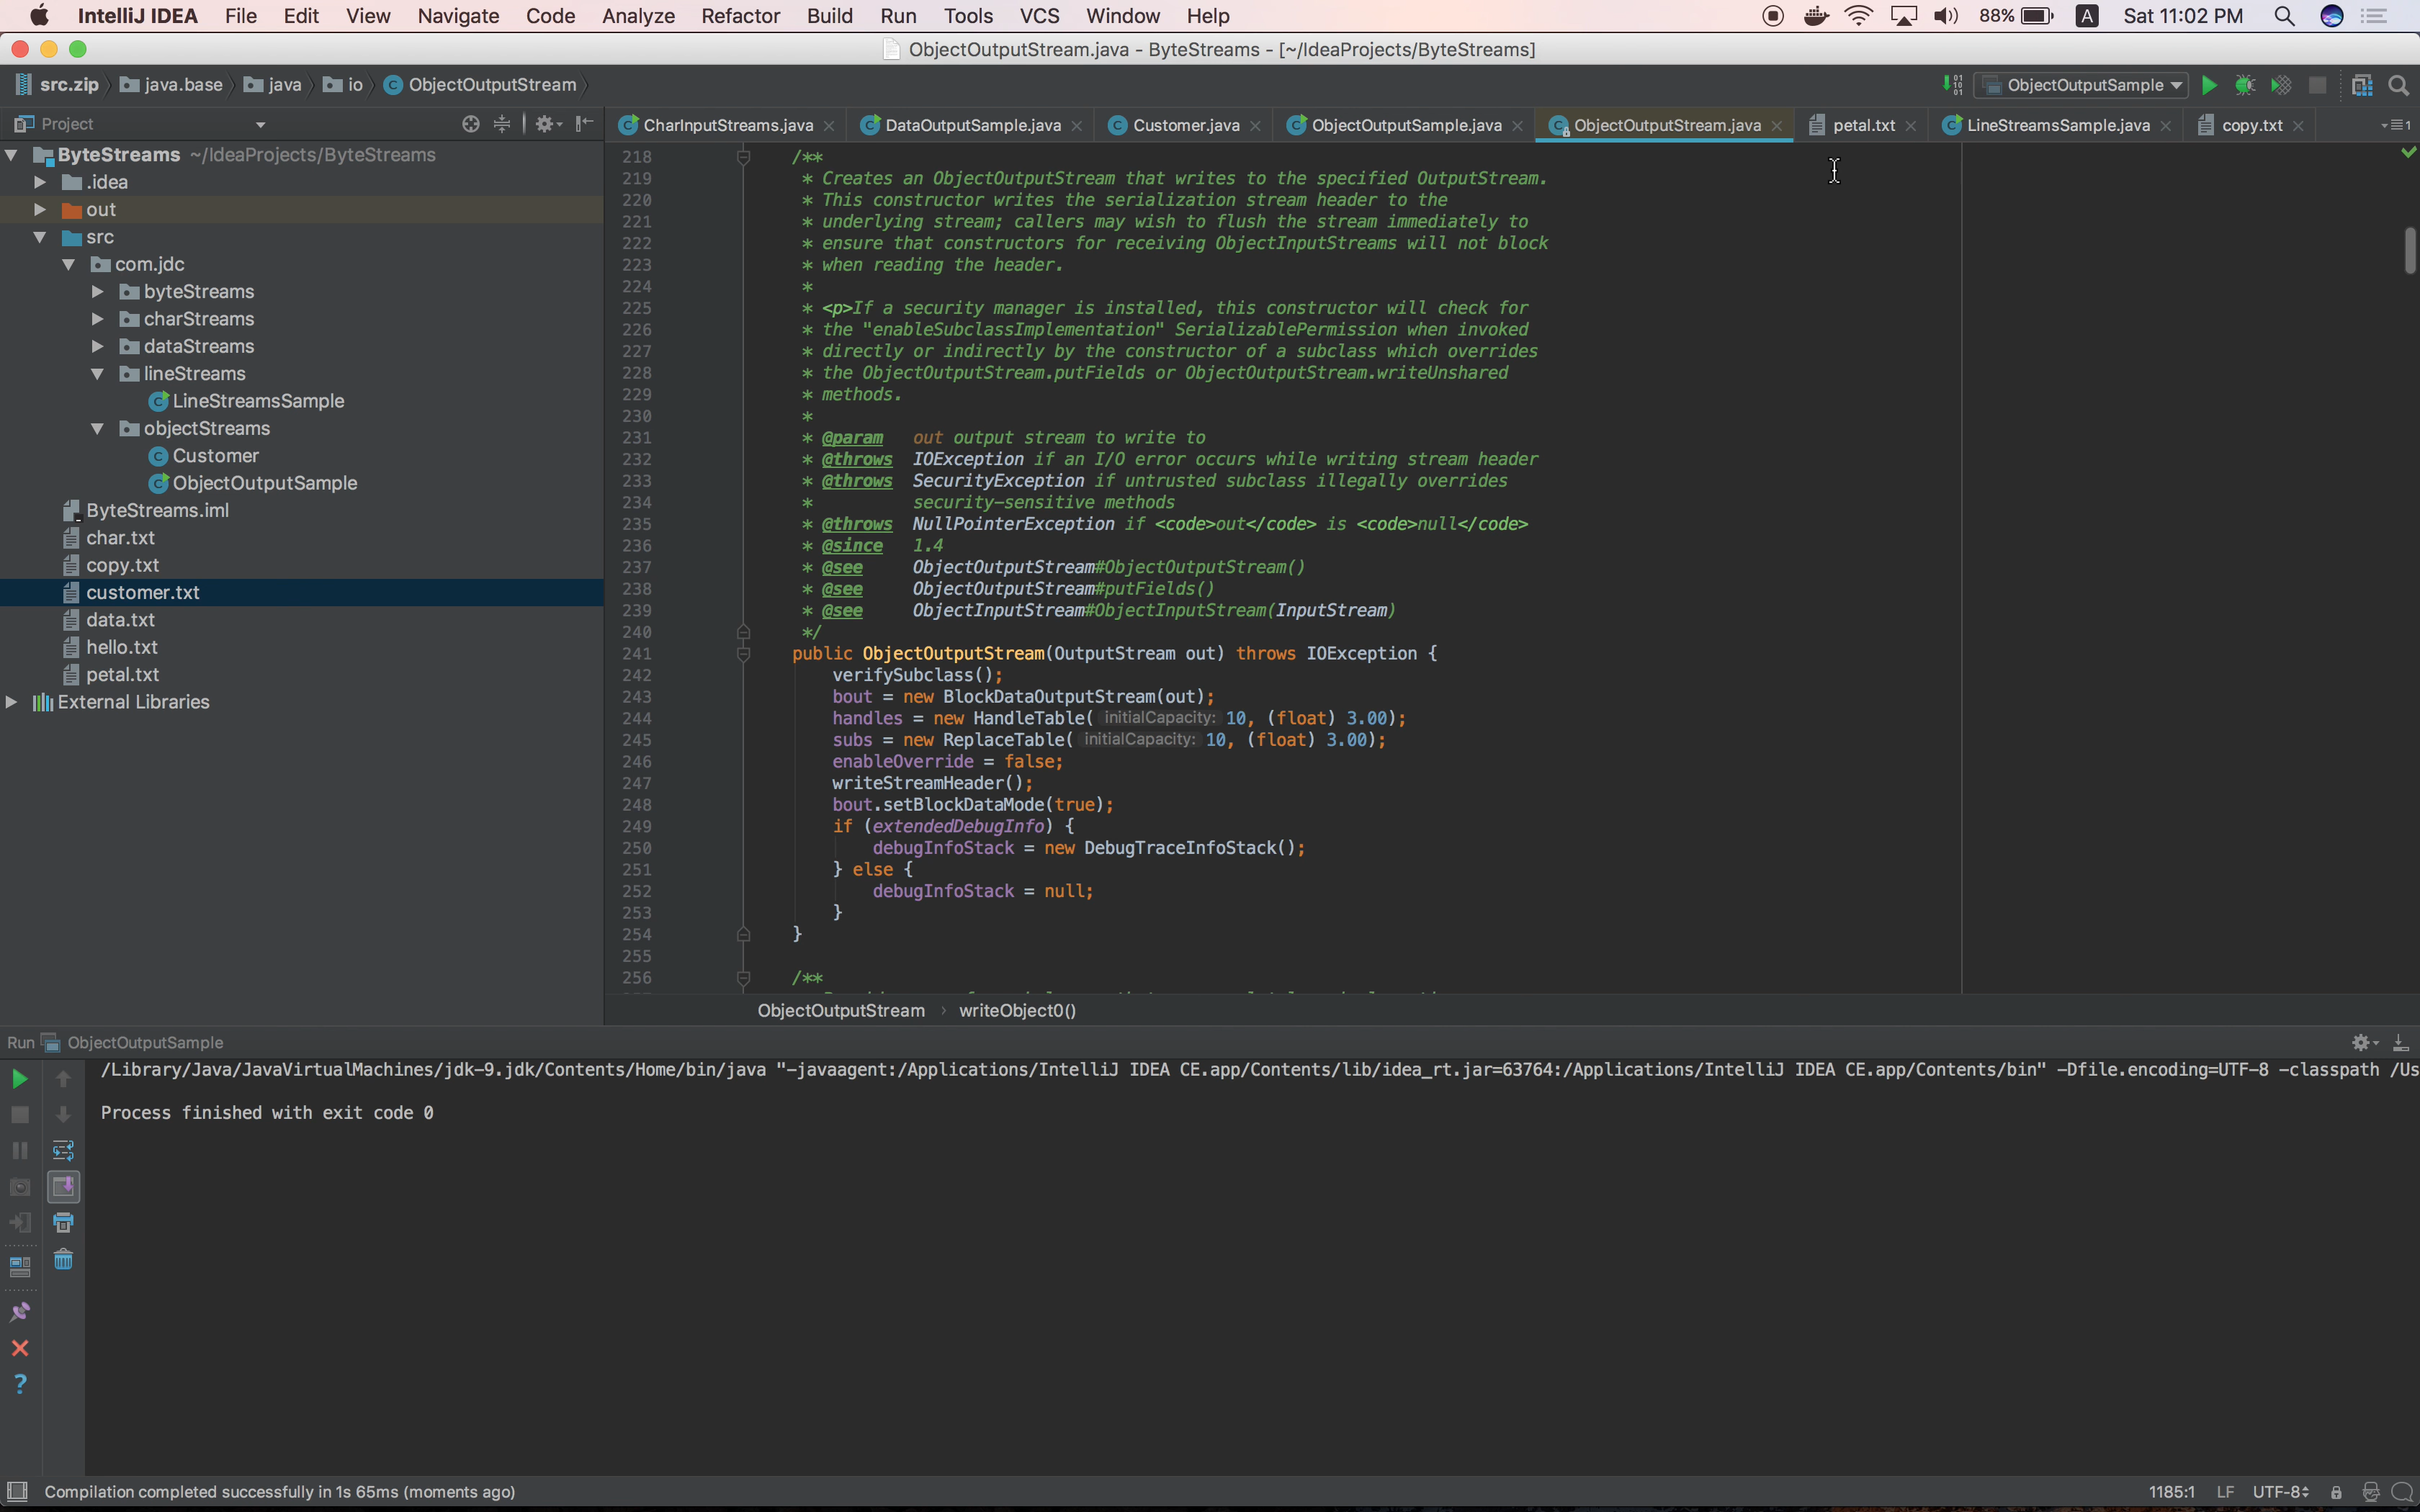 IntelliJ IDEA File Edit View Navigate Code Analyze Refactor Build Run Tools VCS Window Help 88% A Sat 11:02 PM
ObjectOutputStream.java - ByteStreams - [~/IdeaProjects/ByteStreams]
src.zip java.base java io ObjectOutputStream ObjectOutputSample
Project
CharInputStreams.java DataOutputSample.java Customer.java ObjectOutputSample.java ObjectOutputStream.java petal.txt LineStreamsSample.java copy.txt
ByteStreams ~/IdeaProjects/ByteStreams
.idea
out
src
com.jdc
byteStreams
charStreams
dataStreams
lineStreams
LineStreamsSample
objectStreams
Customer
ObjectOutputSample
ByteStreams.iml
char.txt
copy.txt
customer.txt
data.txt
hello.txt
petal.txt
External Libraries
218 /**
219 * Creates an ObjectOutputStream that writes to the specified OutputStream.
220 * This constructor writes the serialization stream header to the
221 * underlying stream; callers may wish to flush the stream immediately to
222 * ensure that constructors for receiving ObjectInputStreams will not block
223 * when reading the header.
224 *
225 * <p>If a security manager is installed, this constructor will check for
226 * the "enableSubclassImplementation" SerializablePermission when invoked
227 * directly or indirectly by the constructor of a subclass which overrides
228 * the ObjectOutputStream.putFields or ObjectOutputStream.writeUnshared
229 * methods.
230 *
231 * @param out output stream to write to
232 * @throws IOException if an I/O error occurs while writing stream header
233 * @throws SecurityException if untrusted subclass illegally overrides
234 * security-sensitive methods
235 * @throws NullPointerException if <code>out</code> is <code>null</code>
236 * @since 1.4
237 * @see ObjectOutputStream#ObjectOutputStream()
238 * @see ObjectOutputStream#putFields()
239 * @see ObjectInputStream#ObjectInputStream(InputStream)
240 */
241 public ObjectOutputStream(OutputStream out) throws IOException {
242 verifySubclass();
243 bout = new BlockDataOutputStream(out);
244 handles = new HandleTable( initialCapacity: 10, (float) 3.00);
245 subs = new ReplaceTable( initialCapacity: 10, (float) 3.00);
246 enableOverride = false;
247 writeStreamHeader();
248 bout.setBlockDataMode(true);
249 if (extendedDebugInfo) {
250 debugInfoStack = new DebugTraceInfoStack();
251 } else {
252 debugInfoStack = null;
253 }
254 }
255
256 /**
ObjectOutputStream › writeObject0()
Run ObjectOutputSample
/Library/Java/JavaVirtualMachines/jdk-9.jdk/Contents/Home/bin/java "-javaagent:/Applications/IntelliJ IDEA CE.app/Contents/lib/idea_rt.jar=63764:/Applications/IntelliJ IDEA CE.app/Contents/bin" -Dfile.encoding=UTF-8 -classpath /Us
Process finished with exit code 0
Compilation completed successfully in 1s 65ms (moments ago) 1185:1 LF UTF-8